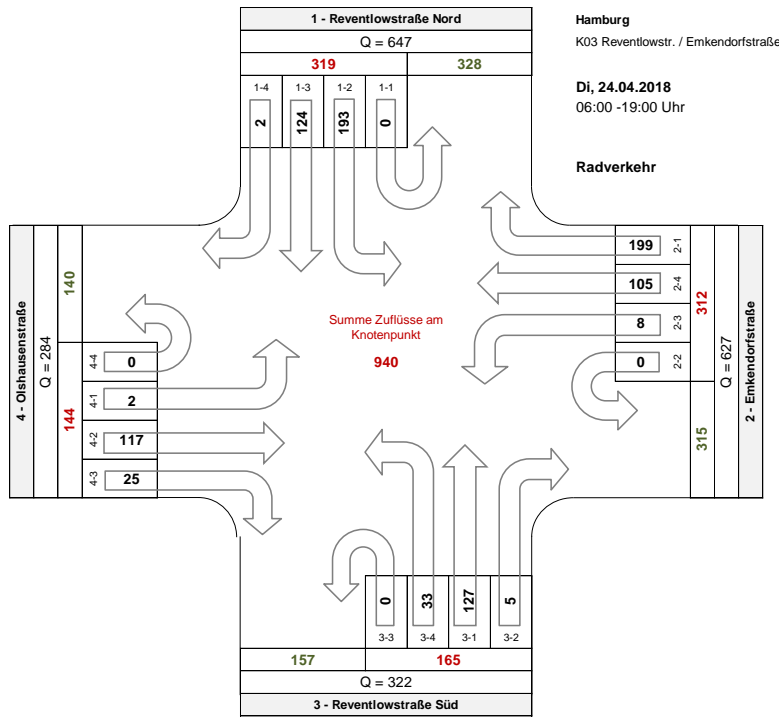 1 - Reventlowstraße Nord
Q = 647
319
328
1-4
1-3
1-2
1-1
2
124
193
0
Hamburg
K03 Reventlowstr. / Emkendorfstraße
Di, 24.04.2018
06:00 -19:00 Uhr
Radverkehr
4 - Olshausenstraße
Q = 284
140
144
4-4
0
4-1
2
4-2
117
4-3
25
Summe Zuflüsse am
Knotenpunkt
940
199
2-1
105
2-4
8
2-3
0
2-2
312
315
Q = 627
2 - Emkendorfstraße
0
33
127
5
3-3
3-4
3-1
3-2
157
165
Q = 322
3 - Reventlowstraße Süd